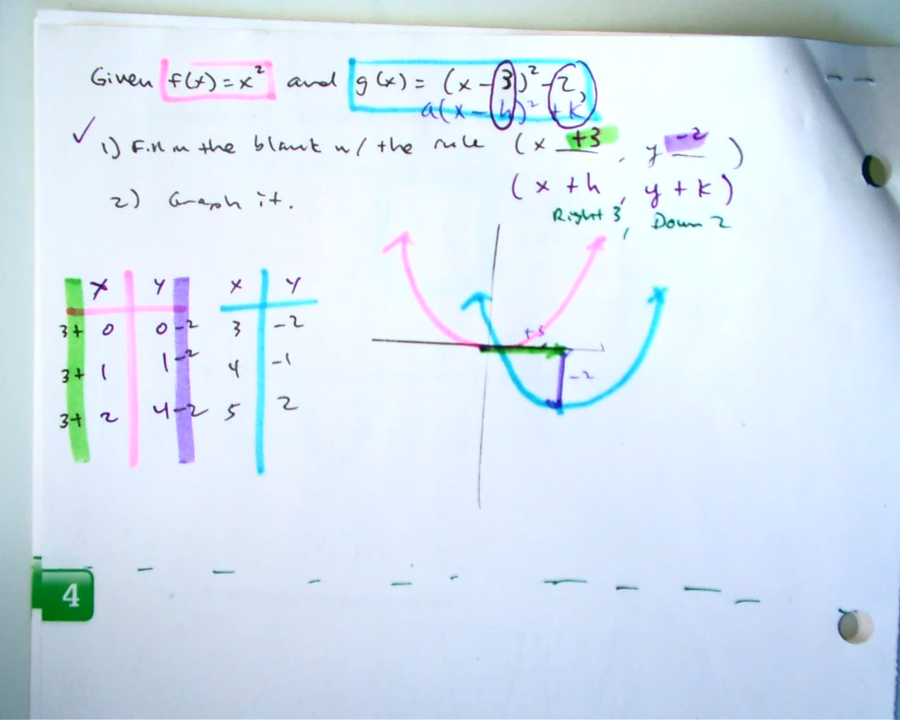 Given f(x)=x² and g(x) = (x-3)²-2,
a(x-h)²+k
✓ 1) Fill in the blank w/ the rule (x +3, y -2)
(x+h, y+k)
2) Graph it.
Right 3, Down 2
X Y X Y
3+ 0 0-2 3 -2
3+ 1 1-2 4 -1
3+ 2 4-2 5 2
+3
-2
4